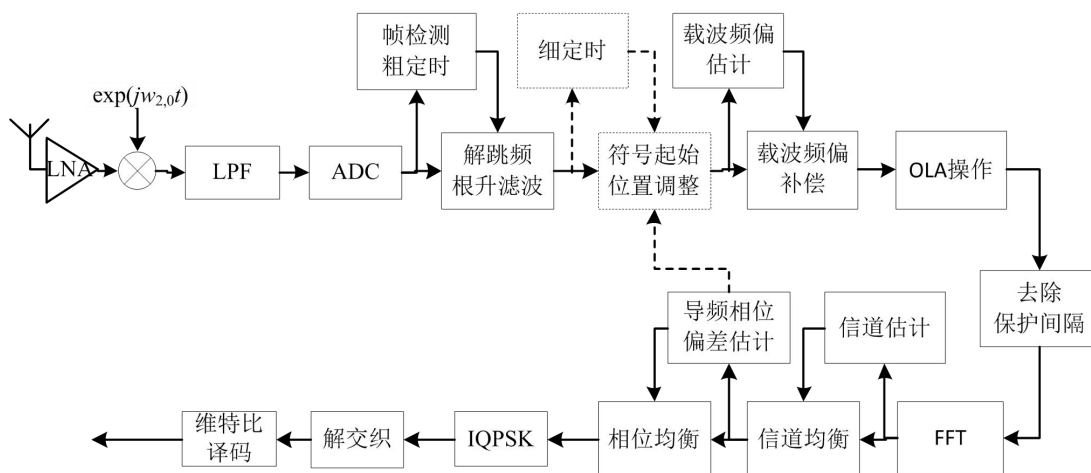 帧检测
粗定时
细定时
载波频偏
估计
exp(jw2,0t)
LNA
LPF
ADC
解跳频
根升滤波
符号起始
位置调整
载波频偏
补偿
OLA操作
去除
保护间隔
导频相位
偏差估计
信道估计
维特比
译码
解交织
IQPSK
相位均衡
信道均衡
FFT